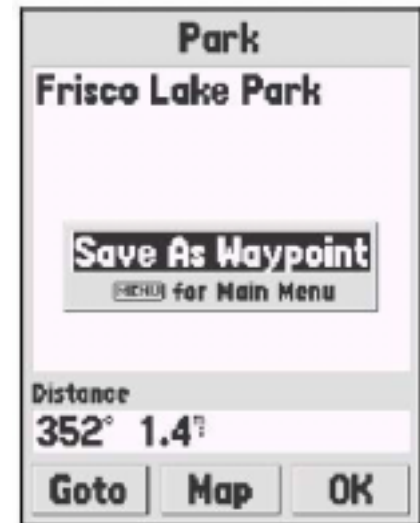 Park
Frisco Lake Park
Save As Waypoint
MENU for Main Menu
Distance
352° 1.4
Goto Map OK